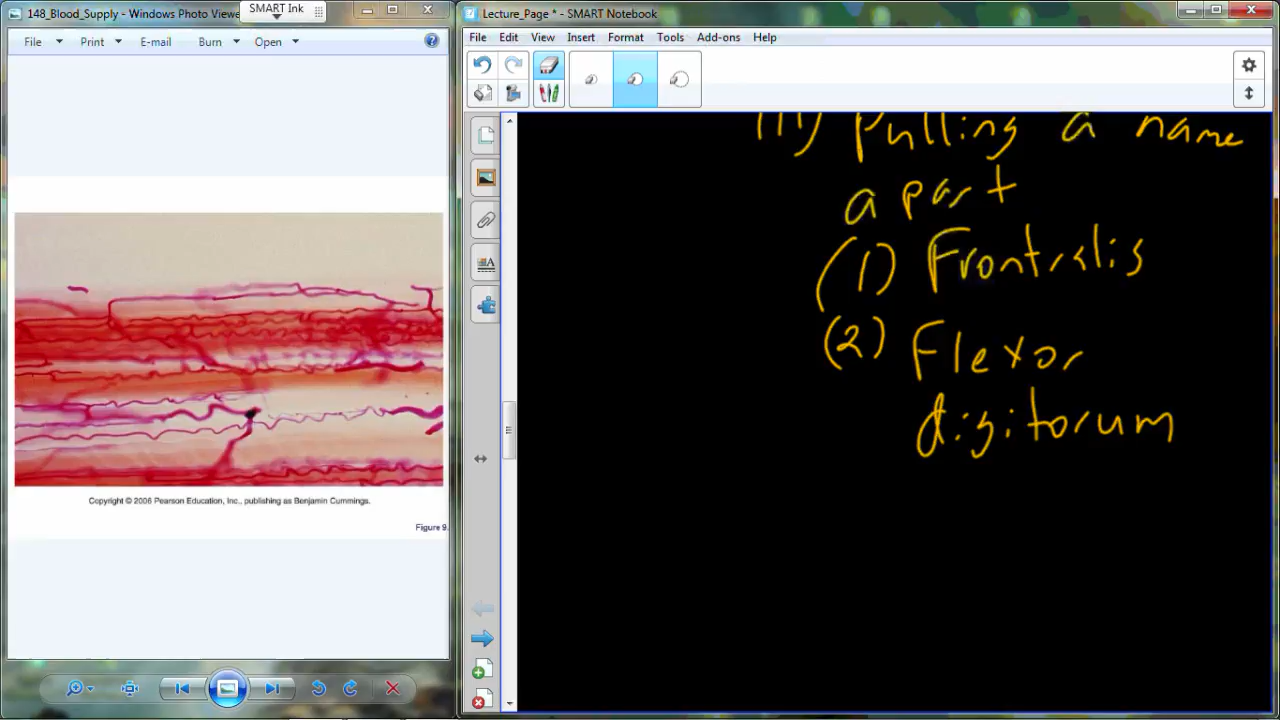 148_Blood_Supply - Windows Photo Viewe
SMART Ink
File Print E-mail Burn Open
Copyright © 2006 Pearson Education, Inc., publishing as Benjamin Cummings.
Figure 9.
Lecture_Page * - SMART Notebook
File Edit View Insert Format Tools Add-ons Help
(iii) Pulling a name
apart
(1) Frontalis
(2) Flexor
digitorum